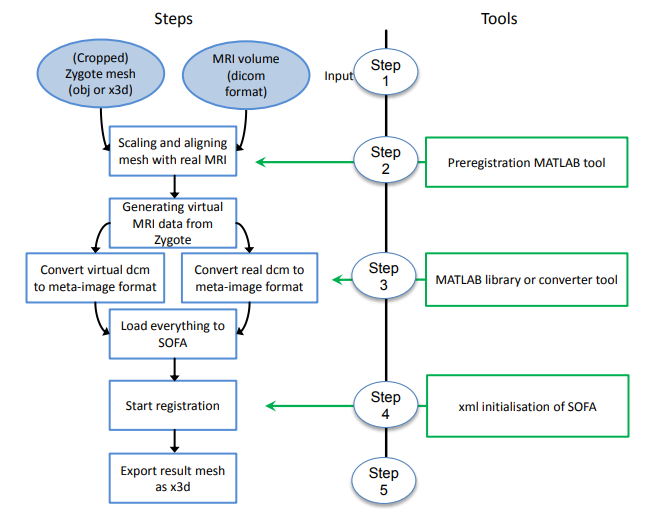 Steps
Tools
(Cropped)
Zygote mesh
(obj or x3d)
MRI volume
(dicom
format)
Input
Step
1
Scaling and aligning
mesh with real MRI
Step
2
Preregistration MATLAB tool
Generating virtual
MRI data from
Zygote
Convert virtual dcm
to meta-image format
Convert real dcm to
meta-image format
Step
3
MATLAB library or converter tool
Load everything to
SOFA
Start registration
Step
4
xml initialisation of SOFA
Export result mesh
as x3d
Step
5